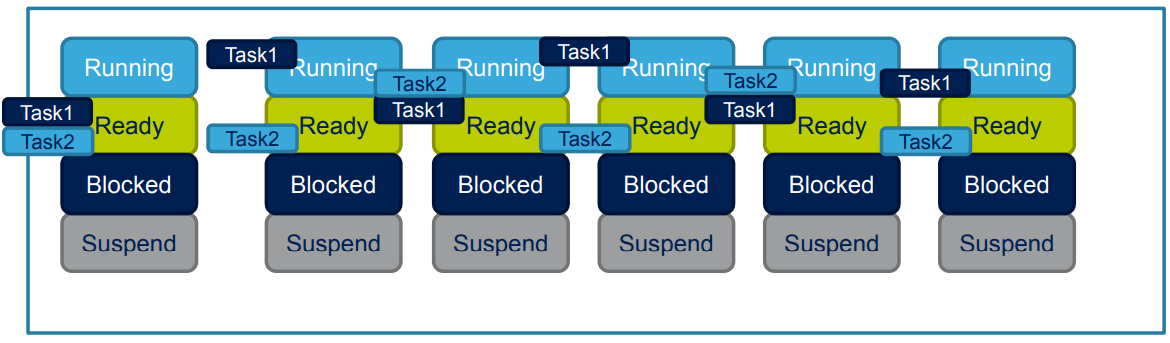 Running
Task1
Task2
Ready
Blocked
Suspend
Task1
Running
Task2
Ready
Blocked
Suspend
Running
Task2
Task1
Ready
Blocked
Suspend
Task1
Running
Task2
Ready
Blocked
Suspend
Running
Task2
Task1
Ready
Blocked
Suspend
Running
Task1
Task2
Ready
Blocked
Suspend